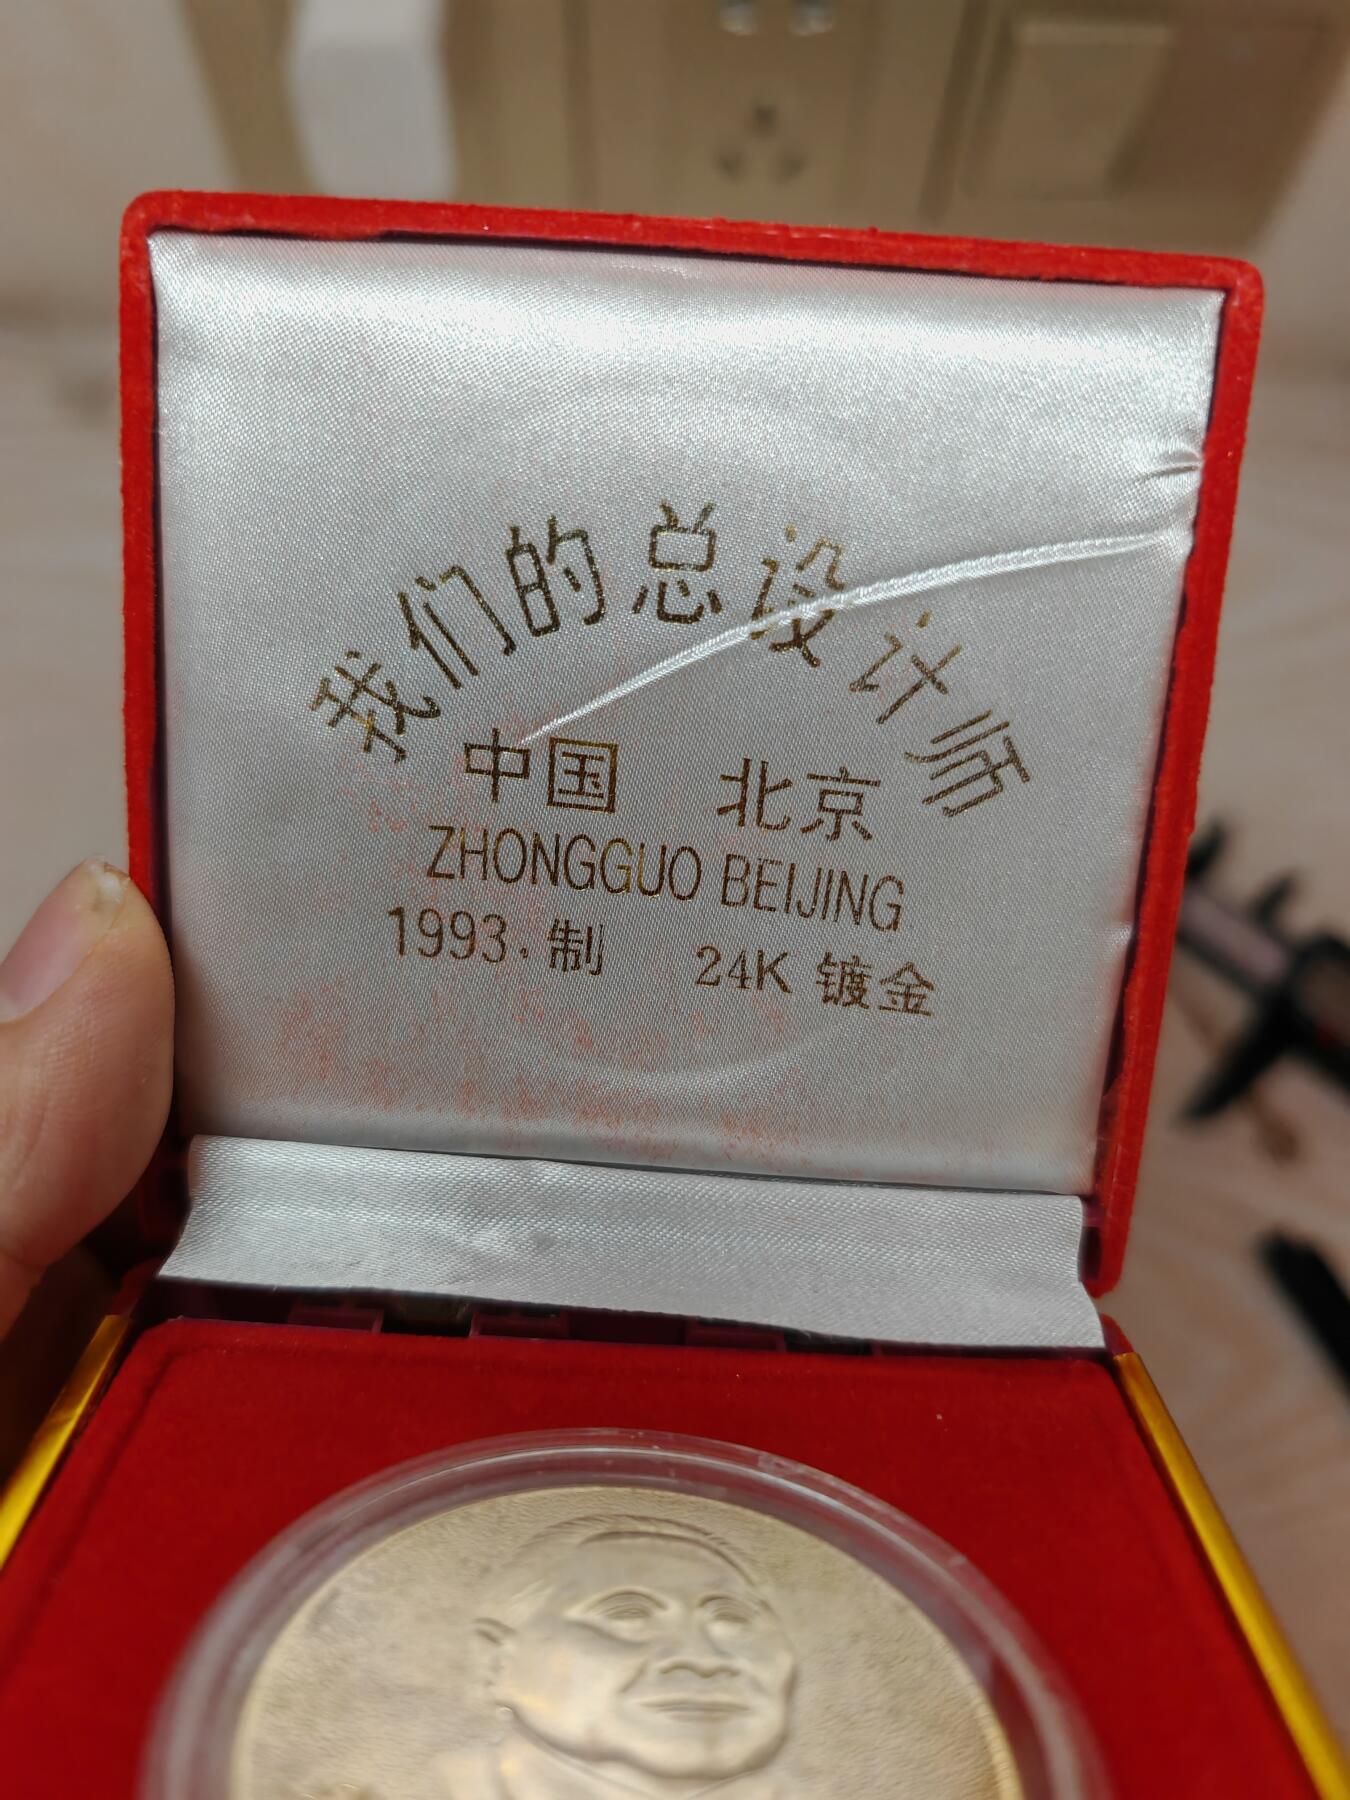 我们的总设计师
中国 北京
ZHONGGUO BEIJING
1993.制 24K 镀金